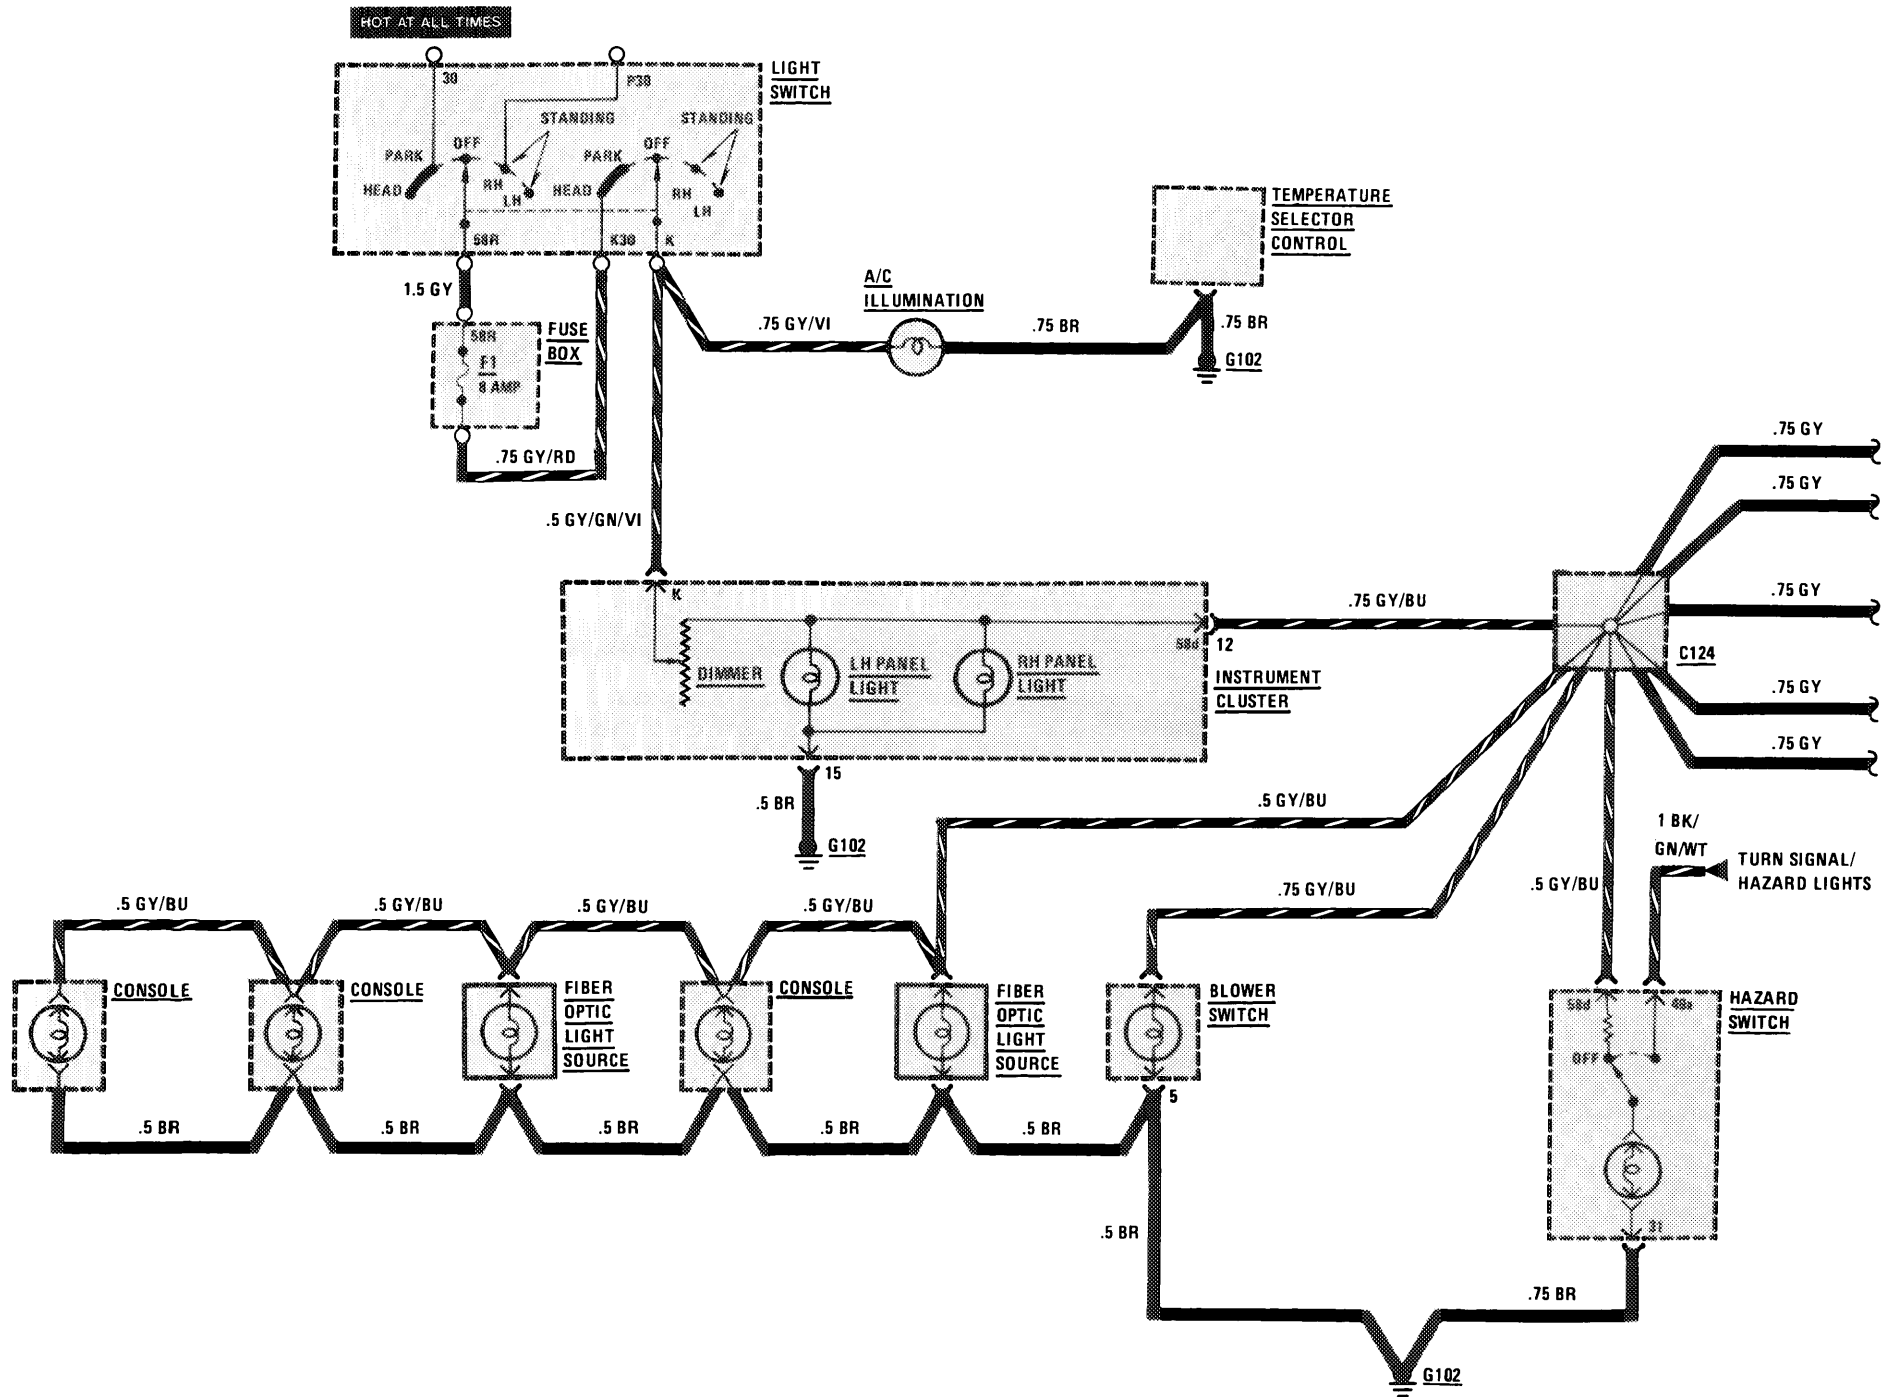 HOT AT ALL TIMES
30
P30
LIGHT
SWITCH
STANDING
STANDING
OFF
OFF
PARK
PARK
HEAD
HEAD
RH
LH
RH
LH
58R
K30
K
1.5 GY
58R
F1
8 AMP
FUSE
BOX
.75 GY/RD
A/C
ILLUMINATION
.75 GY/VI
.75 BR
TEMPERATURE
SELECTOR
CONTROL
.75 BR
G102
.5 GY/GN/VI
K
DIMMER
LH PANEL
LIGHT
RH PANEL
LIGHT
58d
12
INSTRUMENT
CLUSTER
15
.5 BR
G102
.75 GY/BU
C124
.75 GY
.75 GY
.75 GY
.75 GY
.75 GY
.5 GY/BU
.75 GY/BU
.5 GY/BU
1 BK/
GN/WT
TURN SIGNAL/
HAZARD LIGHTS
.5 GY/BU
.5 GY/BU
.5 GY/BU
.5 GY/BU
CONSOLE
CONSOLE
FIBER
OPTIC
LIGHT
SOURCE
CONSOLE
FIBER
OPTIC
LIGHT
SOURCE
BLOWER
SWITCH
5
58d
49a
OFF
31
HAZARD
SWITCH
.5 BR
.5 BR
.5 BR
.5 BR
.5 BR
.5 BR
.75 BR
G102